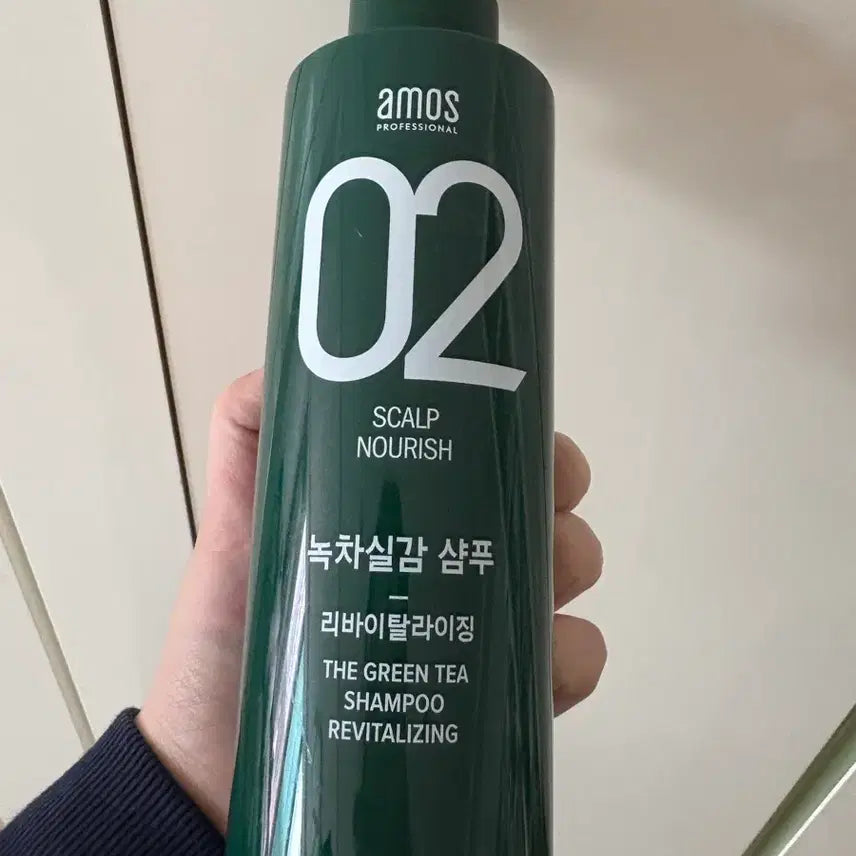 amos
PROFESSIONAL
02
SCALP
NOURISH
녹차실감 샴푸
리바이탈라이징
THE GREEN TEA
SHAMPOO
REVITALIZING